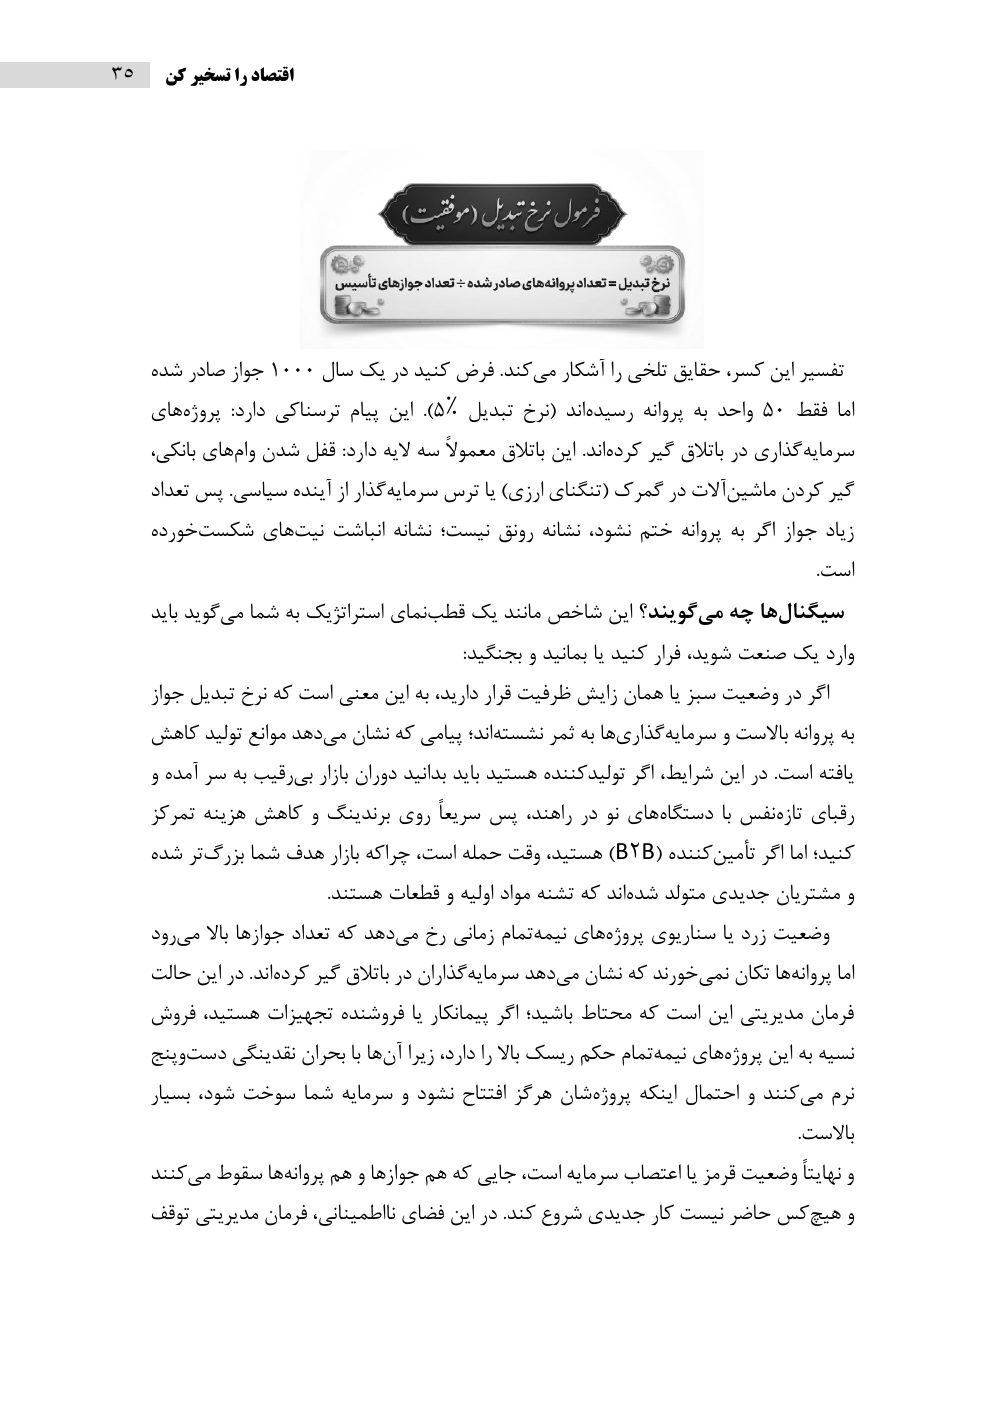 اقتصاد را تسخیر کن ۳۵
فرمول نرخ تبدیل (موفقیت)
نرخ تبدیل = تعداد پروانه‌های صادر شده ÷ تعداد جوازهای تأسیس
تفسیر این کسر، حقایق تلخی را آشکار می‌کند. فرض کنید در یک سال ۱۰۰۰ جواز صادر شده
اما فقط ۵۰ واحد به پروانه رسیده‌اند (نرخ تبدیل ۵٪). این پیام ترسناکی دارد: پروژه‌های
سرمایه‌گذاری در باتلاق گیر کرده‌اند. این باتلاق معمولاً سه لایه دارد: قفل شدن وام‌های بانکی،
گیر کردن ماشین‌آلات در گمرک (تنگنای ارزی) یا ترس سرمایه‌گذار از آینده سیاسی. پس تعداد
زیاد جواز اگر به پروانه ختم نشود، نشانه رونق نیست؛ نشانه انباشت نیت‌های شکست‌خورده
است.
سیگنال‌ها چه می‌گویند؟ این شاخص مانند یک قطب‌نمای استراتژیک به شما می‌گوید باید
وارد یک صنعت شوید، فرار کنید یا بمانید و بجنگید:
اگر در وضعیت سبز یا همان زایش ظرفیت قرار دارید، به این معنی است که نرخ تبدیل جواز
به پروانه بالاست و سرمایه‌گذاری‌ها به ثمر نشسته‌اند؛ پیامی که نشان می‌دهد موانع تولید کاهش
یافته است. در این شرایط، اگر تولیدکننده هستید باید بدانید دوران بازار بی‌رقیب به سر آمده و
رقبای تازه‌نفس با دستگاه‌های نو در راهند، پس سریعاً روی برندینگ و کاهش هزینه تمرکز
کنید؛ اما اگر تأمین‌کننده (B۲B) هستید، وقت حمله است، چراکه بازار هدف شما بزرگ‌تر شده
و مشتریان جدیدی متولد شده‌اند که تشنه مواد اولیه و قطعات هستند.
وضعیت زرد یا سناریوی پروژه‌های نیمه‌تمام زمانی رخ می‌دهد که تعداد جوازها بالا می‌رود
اما پروانه‌ها تکان نمی‌خورند که نشان می‌دهد سرمایه‌گذاران در باتلاق گیر کرده‌اند. در این حالت
فرمان مدیریتی این است که محتاط باشید؛ اگر پیمانکار یا فروشنده تجهیزات هستید، فروش
نسیه به این پروژه‌های نیمه‌تمام حکم ریسک بالا را دارد، زیرا آن‌ها با بحران نقدینگی دست‌وپنج
نرم می‌کنند و احتمال اینکه پروژه‌شان هرگز افتتاح نشود و سرمایه شما سوخت شود، بسیار
بالاست.
و نهایتاً وضعیت قرمز یا اعتصاب سرمایه است، جایی که هم جوازها و هم پروانه‌ها سقوط می‌کنند
و هیچ‌کس حاضر نیست کار جدیدی شروع کند. در این فضای نااطمینانی، فرمان مدیریتی توقف